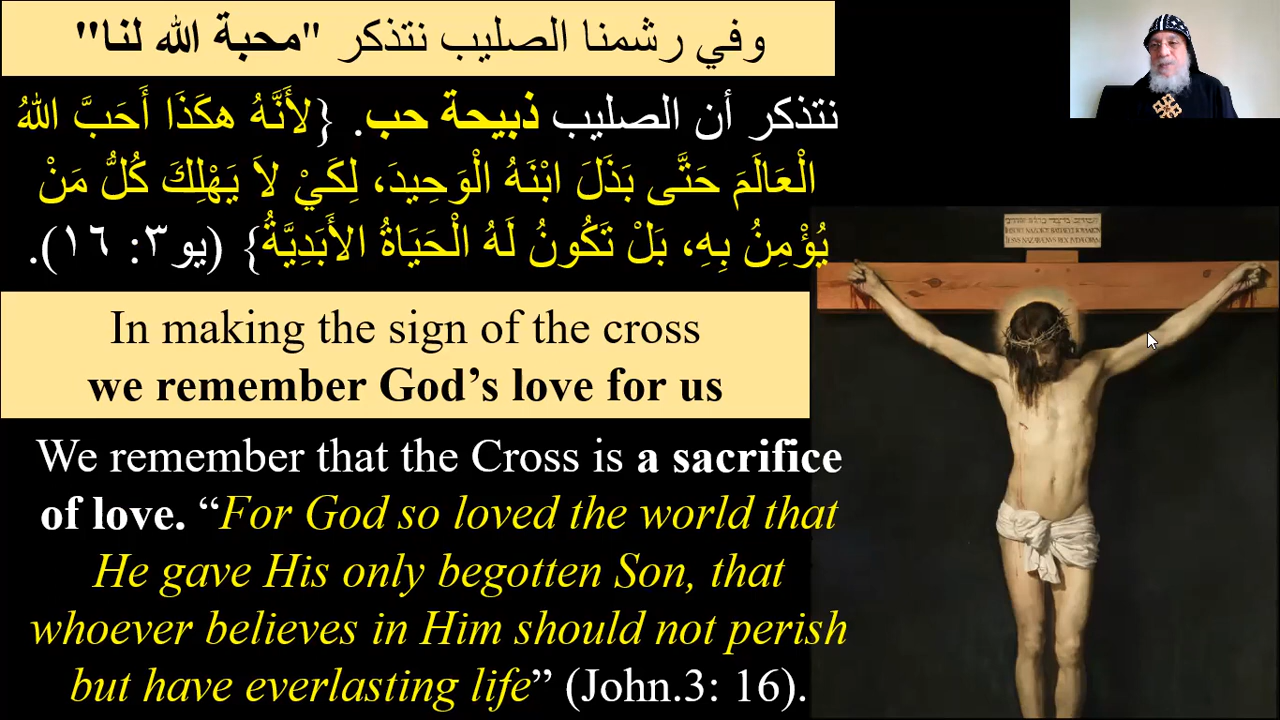 وفي رشمنا الصليب نتذكر "محبة الله لنا"
نتذكر أن الصليب ذبيحة حب. {لأَنَّهُ هكَذَا أَحَبَّ اللهُ
الْعَالَمَ حَتَّى بَذَلَ ابْنَهُ الْوَحِيدَ، لِكَيْ لاَ يَهْلِكَ كُلُّ مَنْ
يُؤْمِنُ بِهِ، بَلْ تَكُونُ لَهُ الْحَيَاةُ الأَبَدِيَّةُ} (يو٣: ١٦).
In making the sign of the cross
we remember God’s love for us
We remember that the Cross is a sacrifice
of love. “For God so loved the world that
He gave His only begotten Son, that
whoever believes in Him should not perish
but have everlasting life” (John.3: 16).